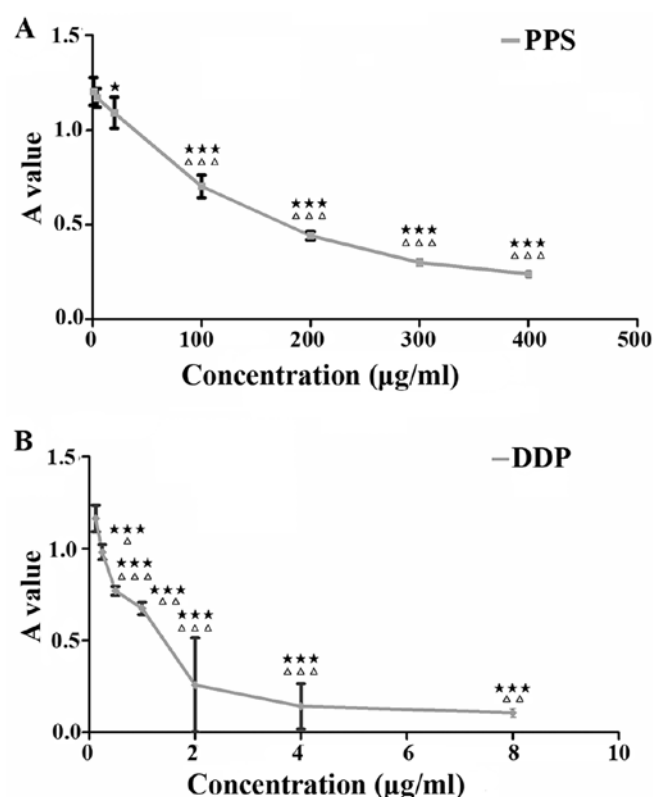 A
PPS
1.5
1.0
0.5
0.0
A value
★
★★★
△△△
★★★
△△△
★★★
△△△
★★★
△△△
0 100 200 300 400 500
Concentration (μg/ml)
B
DDP
1.5
1.0
0.5
0.0
A value
★★★
△
★★★
△△△
★★★
△△
★★★
△△△
★★★
△△△
★★★
△△
0 2 4 6 8 10
Concentration (μg/ml)